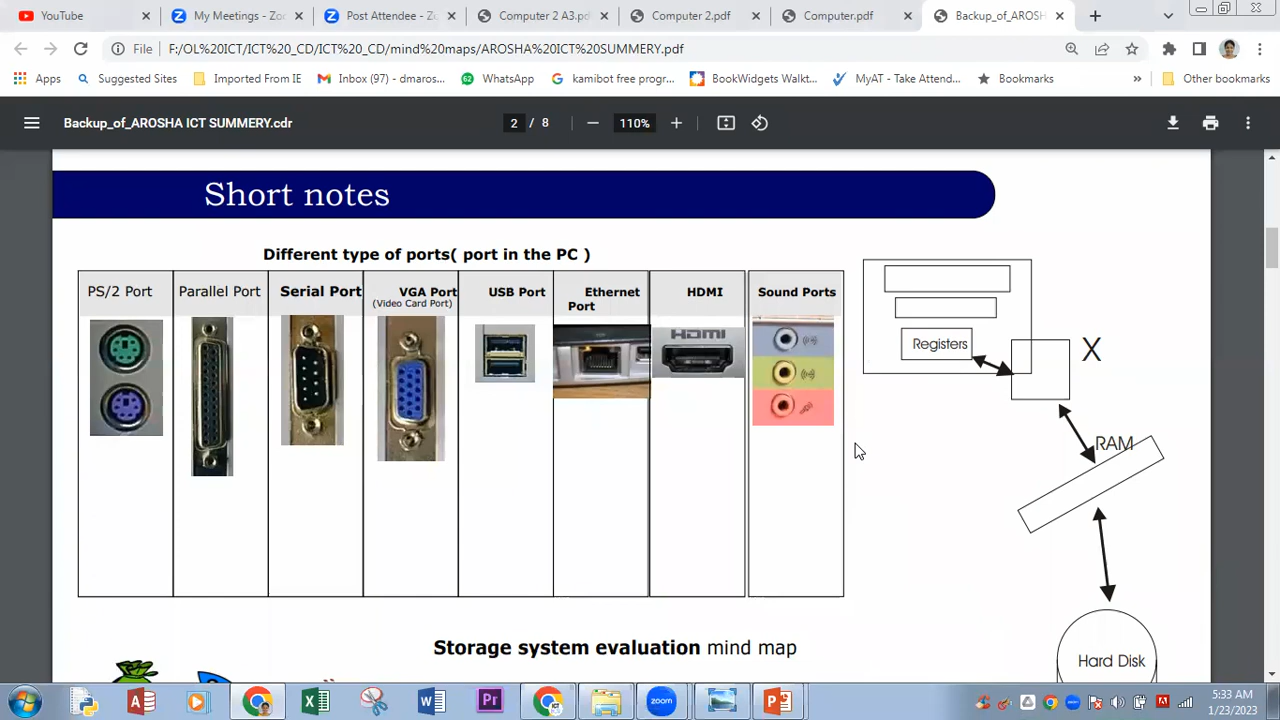 YouTube
My Meetings - Zo
Post Attendee - Zo
Computer 2 A3.pd
Computer 2.pdf
Computer.pdf
Backup_of_AROSH
File
F:/OL%20ICT/ICT%20_CD/ICT%20_CD/mind%20maps/AROSHA%20ICT%20SUMMERY.pdf
Apps
Suggested Sites
Imported From IE
Inbox (97) - dmaros...
62
WhatsApp
kamibot free progr...
BookWidgets Walkt...
MyAT - Take Attend...
Bookmarks
»
Other bookmarks
Backup_of_AROSHA ICT SUMMERY.cdr
2 / 8
110%
Short notes
Different type of ports( port in the PC )
PS/2 Port
Parallel Port
Serial Port
VGA Port
(Video Card Port)
USB Port
Ethernet
Port
HDMI
Sound Ports
HDMI
Registers
X
RAM
Hard Disk
Storage system evaluation mind map
Pr
zoom
5:33 AM
1/23/2023